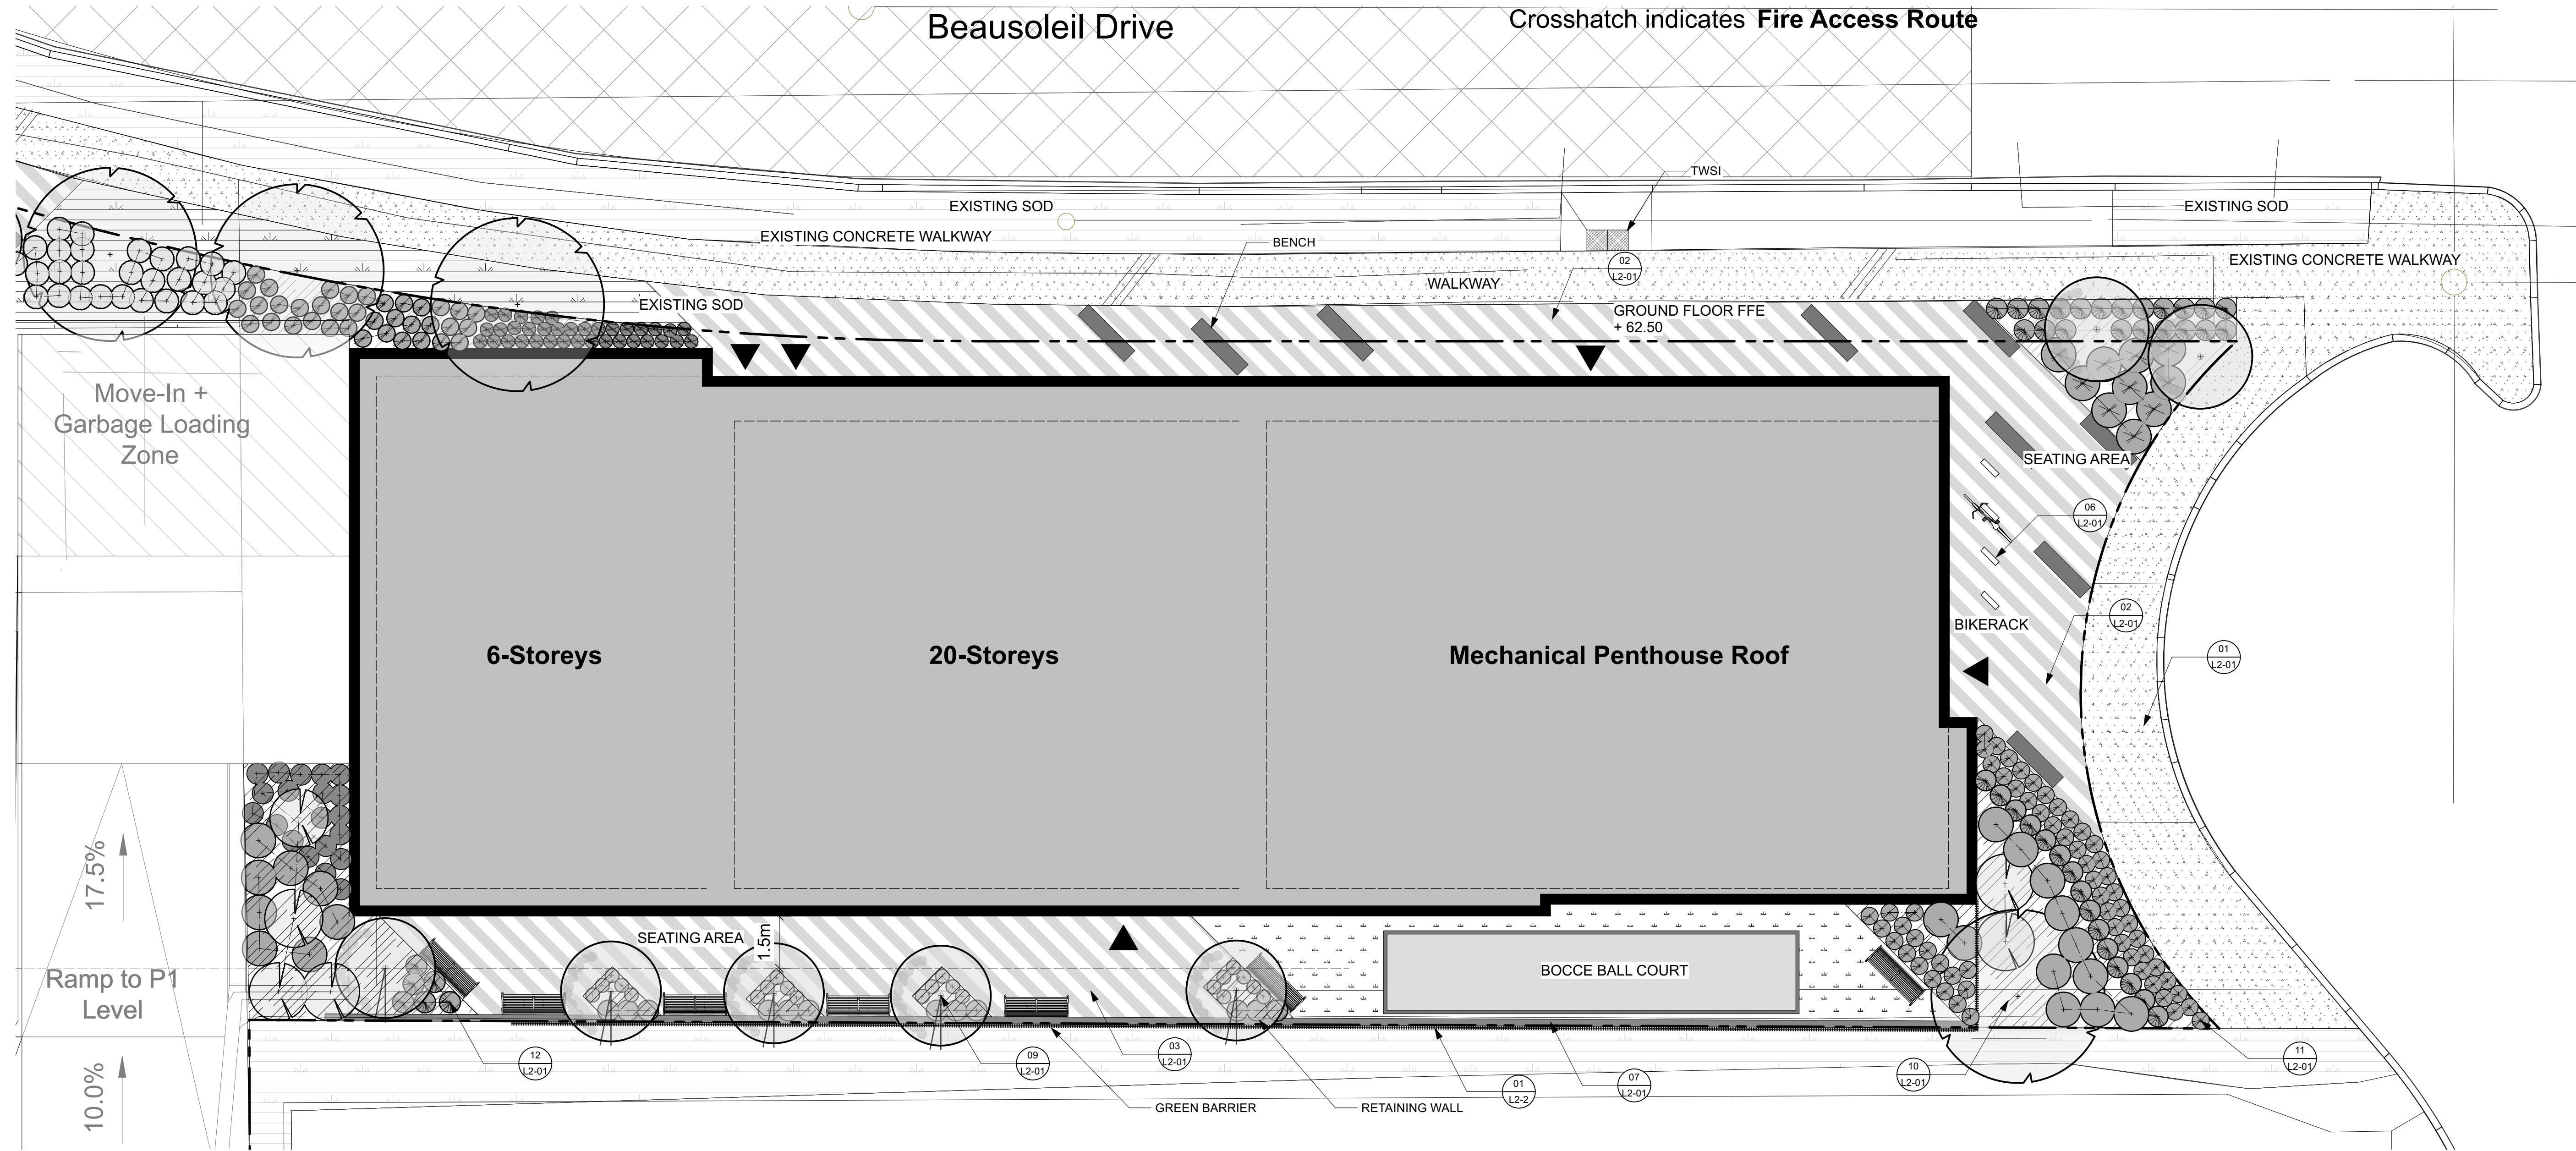 Beausoleil Drive
Crosshatch indicates Fire Access Route
TWSI
EXISTING SOD
EXISTING SOD
EXISTING CONCRETE WALKWAY
BENCH
02
L2-01
EXISTING CONCRETE WALKWAY
WALKWAY
EXISTING SOD
GROUND FLOOR FFE
+ 62.50
Move-In +
Garbage Loading
Zone
SEATING AREA
06
L2-01
BIKERACK
02
L2-01
01
L2-01
6-Storeys
20-Storeys
Mechanical Penthouse Roof
17.5%
SEATING AREA
1.5m
BOCCE BALL COURT
Ramp to P1
Level
10.0%
12
L2-01
09
L2-01
03
L2-01
01
L2-2
07
L2-01
10
L2-01
11
L2-01
GREEN BARRIER
RETAINING WALL